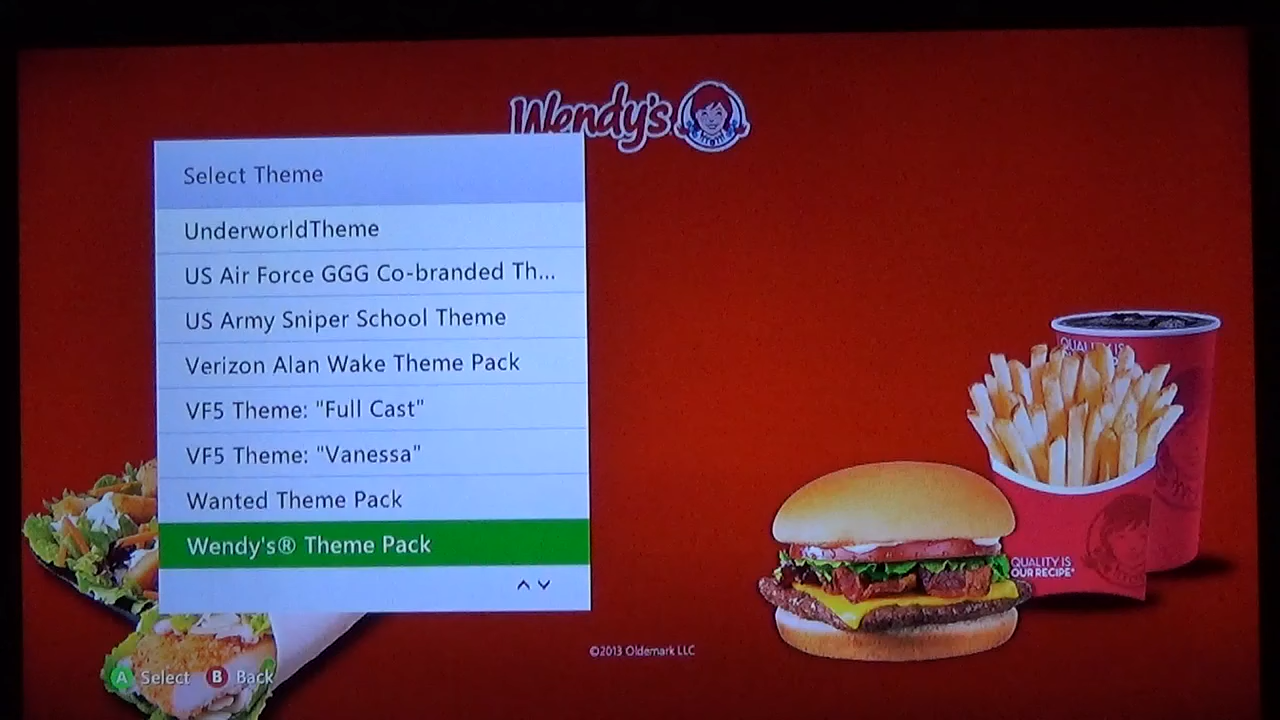 Wendy's
Select Theme
UnderworldTheme
US Air Force GGG Co-branded Th...
US Army Sniper School Theme
Verizon Alan Wake Theme Pack
VF5 Theme: "Full Cast"
VF5 Theme: "Vanessa"
Wanted Theme Pack
Wendy's® Theme Pack
QUALITY IS
QUALITY IS
OUR RECIPE
©2013 Oldemark LLC
A Select B Back